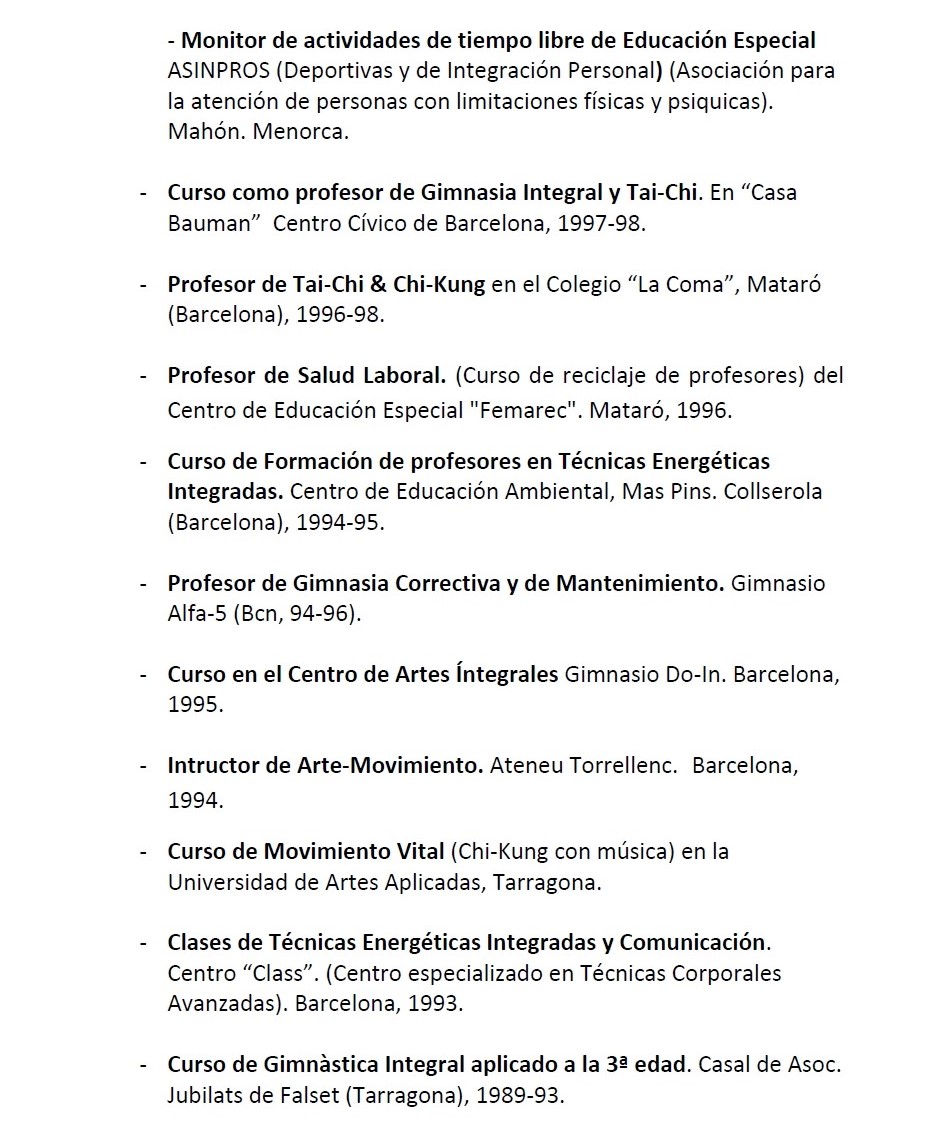 - Monitor de actividades de tiempo libre de Educación Especial
ASINPROS (Deportivas y de Integración Personal) (Asociación para
la atención de personas con limitaciones físicas y psiquicas).
Mahón. Menorca.
- Curso como profesor de Gimnasia Integral y Tai-Chi. En “Casa
Bauman”  Centro Cívico de Barcelona, 1997-98.
- Profesor de Tai-Chi & Chi-Kung en el Colegio “La Coma”, Mataró
(Barcelona), 1996-98.
- Profesor de Salud Laboral. (Curso de reciclaje de profesores) del
Centro de Educación Especial "Femarec". Mataró, 1996.
- Curso de Formación de profesores en Técnicas Energéticas
Integradas. Centro de Educación Ambiental, Mas Pins. Collserola
(Barcelona), 1994-95.
- Profesor de Gimnasia Correctiva y de Mantenimiento. Gimnasio
Alfa-5 (Bcn, 94-96).
- Curso en el Centro de Artes Íntegrales Gimnasio Do-In. Barcelona,
1995.
- Intructor de Arte-Movimiento. Ateneu Torrellenc.  Barcelona,
1994.
- Curso de Movimiento Vital (Chi-Kung con música) en la
Universidad de Artes Aplicadas, Tarragona.
- Clases de Técnicas Energéticas Integradas y Comunicación.
Centro “Class”. (Centro especializado en Técnicas Corporales
Avanzadas). Barcelona, 1993.
- Curso de Gimnàstica Integral aplicado a la 3ª edad. Casal de Asoc.
Jubilats de Falset (Tarragona), 1989-93.